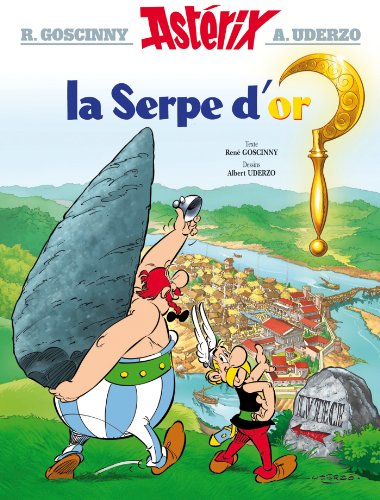 R. GOSCINNY
Astérix
A. UDERZO
la Serpe d'or
Texte
René GOSCINNY
Dessins
Albert UDERZO
LVTECE
UDERZO